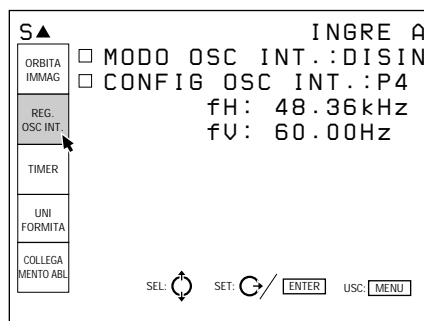 S▲ INGRE A
ORBITA
IMMAG
REG.
OSC INT.
TIMER
UNI
FORMITA
COLLEGA
MENTO ABL
□ MODO OSC INT.:DISIN
□ CONFIG OSC INT.:P4
fH: 48.36kHz
fV: 60.00Hz
SEL: SET: / ENTER USC: MENU